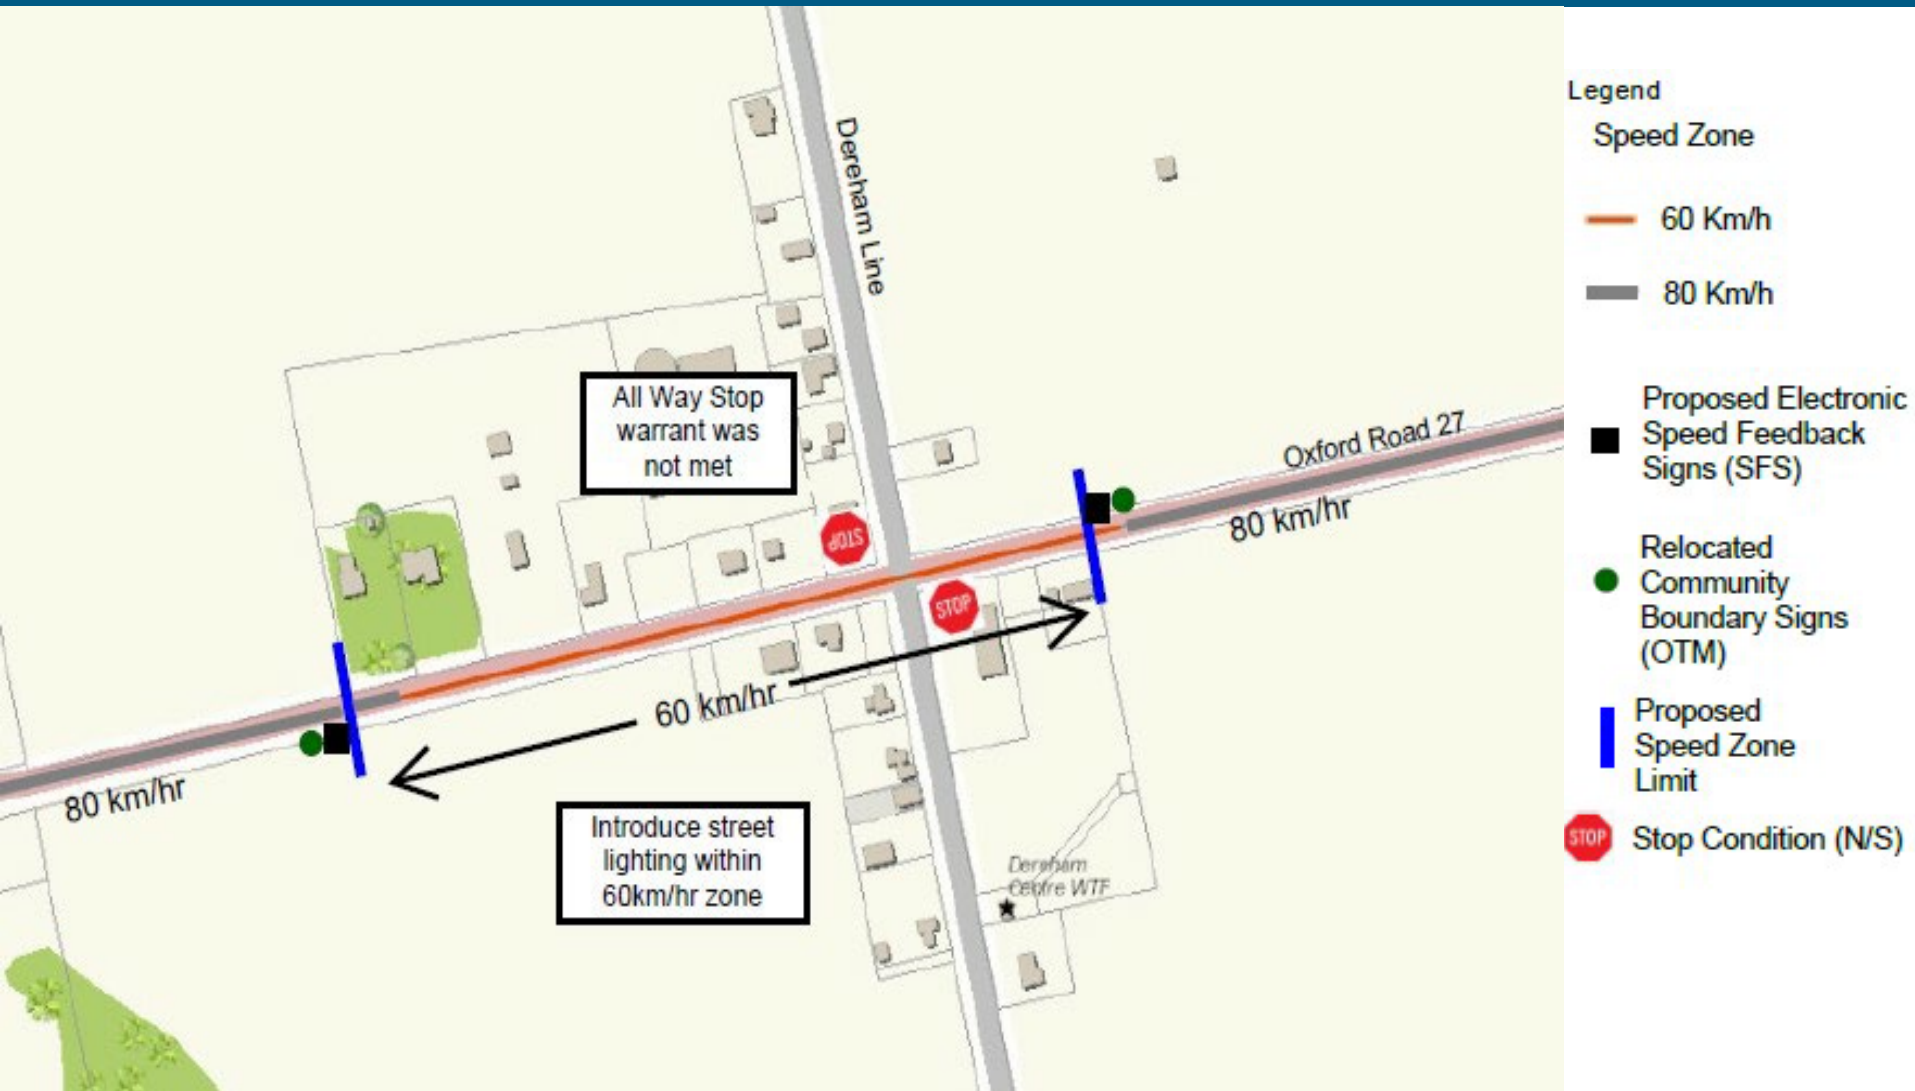 Dereham Line
All Way Stop
warrant was
not met
STOP
STOP
Oxford Road 27
80 km/hr
60 km/hr
80 km/hr
Introduce street
lighting within
60km/hr zone
Dereham
Centre WTF
Legend
Speed Zone
60 Km/h
80 Km/h
Proposed Electronic
Speed Feedback
Signs (SFS)
Relocated
Community
Boundary Signs
(OTM)
Proposed
Speed Zone
Limit
STOP
Stop Condition (N/S)